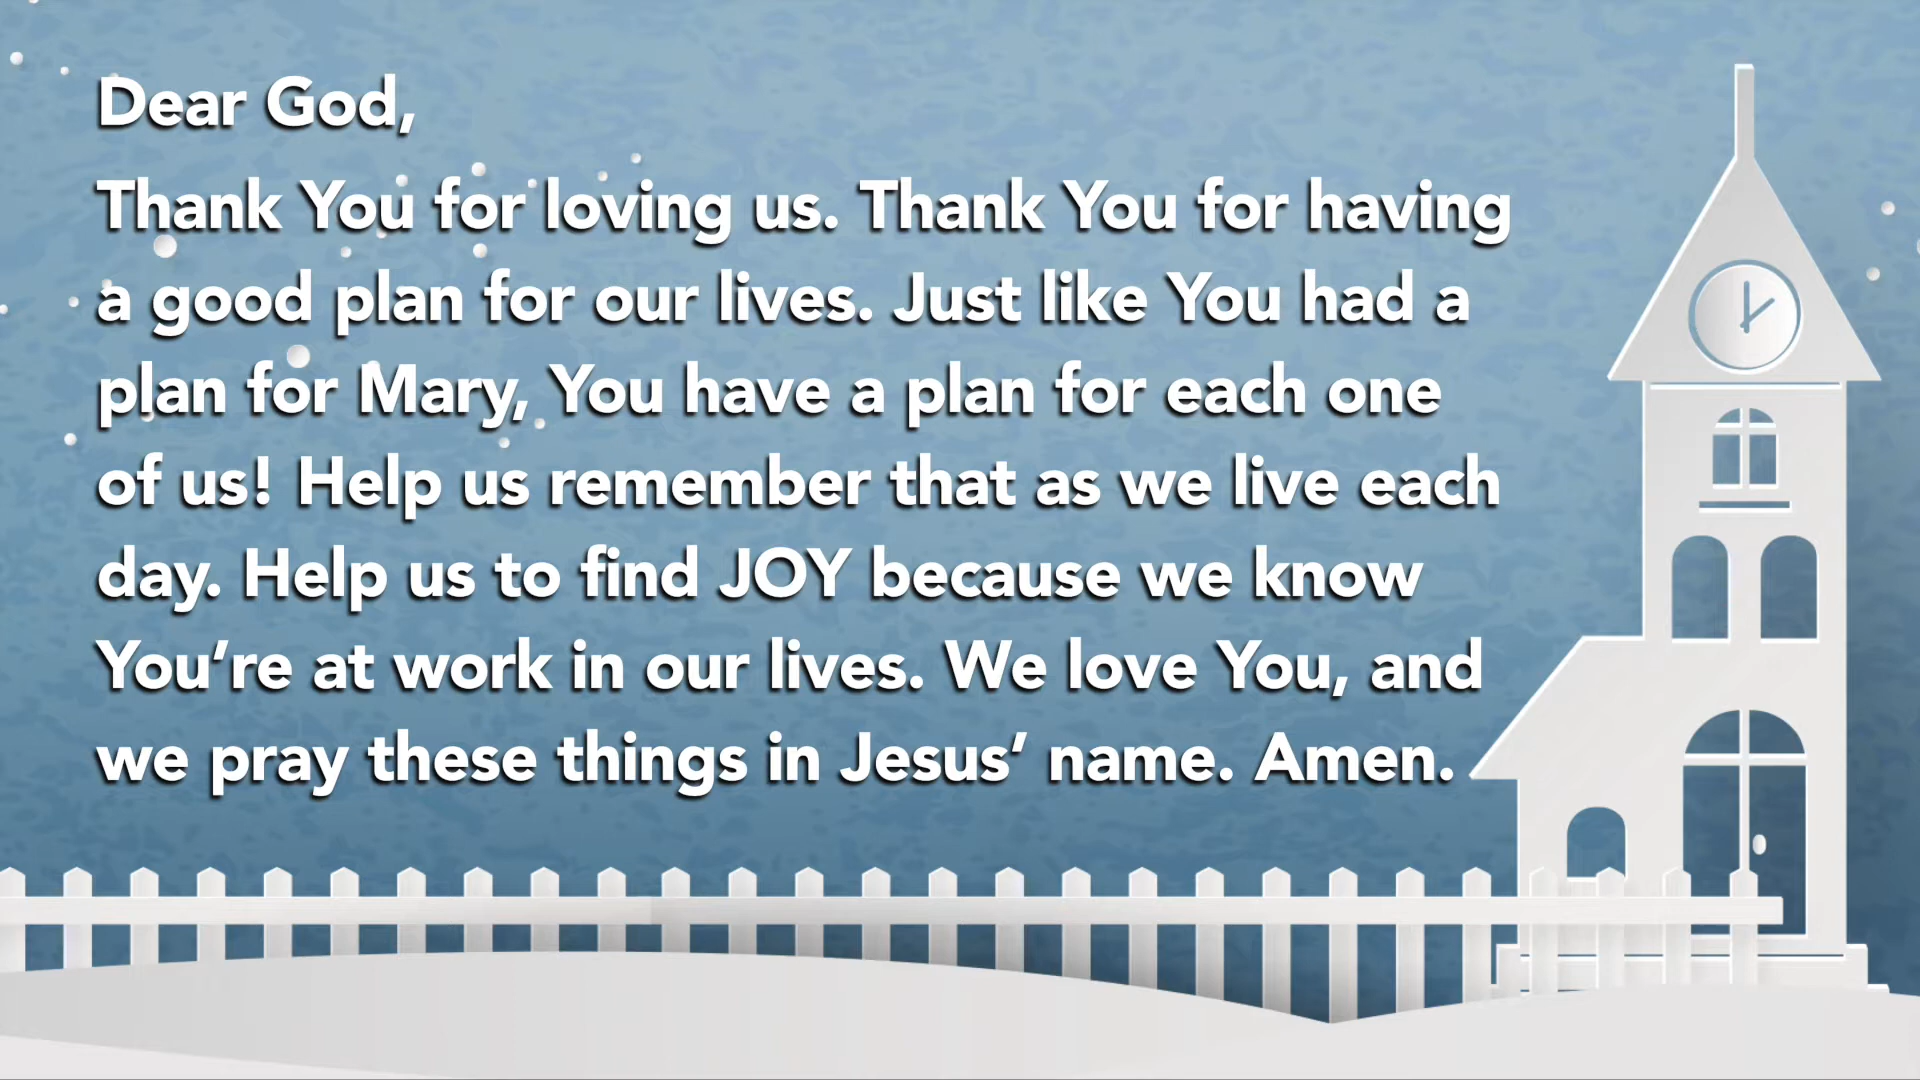 Dear God,
Thank You for loving us. Thank You for having
a good plan for our lives. Just like You had a
plan for Mary, You have a plan for each one
of us! Help us remember that as we live each
day. Help us to find JOY because we know
You’re at work in our lives. We love You, and
we pray these things in Jesus’ name. Amen.